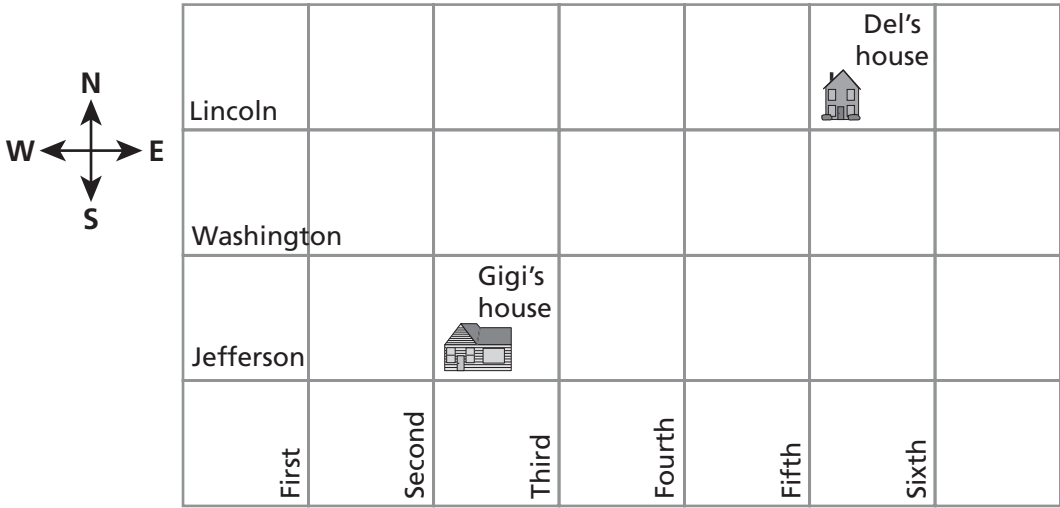 Del's
house
N
Lincoln
W
E
S
Washington
Gigi's
house
Jefferson
First
Second
Third
Fourth
Fifth
Sixth